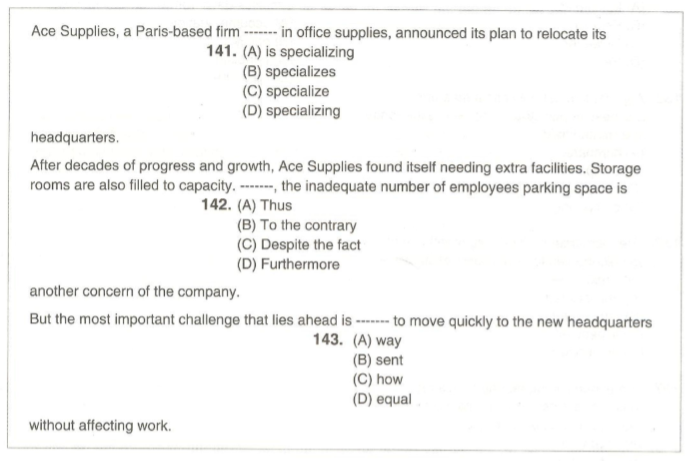 Ace Supplies, a Paris-based firm ------- in office supplies, announced its plan to relocate its
141. (A) is specializing
(B) specializes
(C) specialize
(D) specializing
headquarters.
After decades of progress and growth, Ace Supplies found itself needing extra facilities. Storage
rooms are also filled to capacity. -------, the inadequate number of employees parking space is
142. (A) Thus
(B) To the contrary
(C) Despite the fact
(D) Furthermore
another concern of the company.
But the most important challenge that lies ahead is ------- to move quickly to the new headquarters
143. (A) way
(B) sent
(C) how
(D) equal
without affecting work.